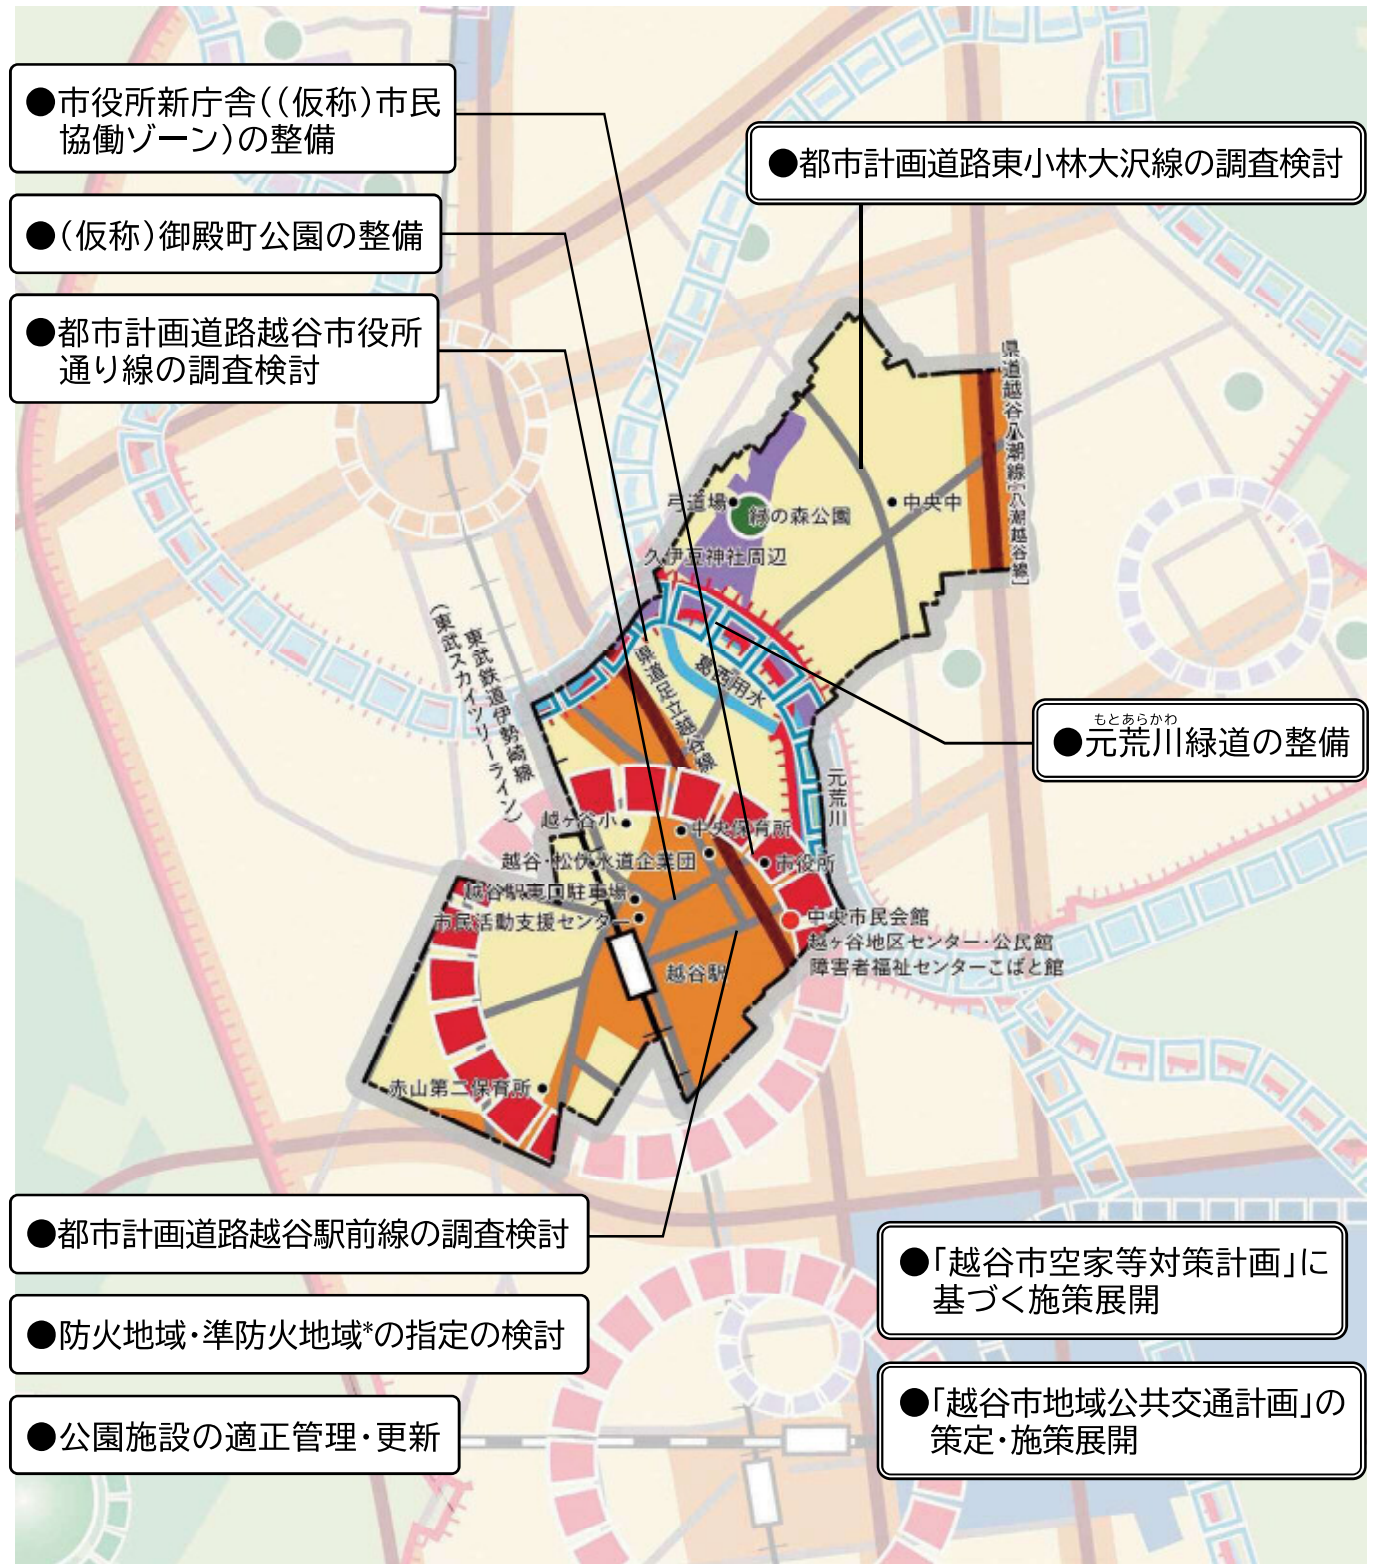 ●市役所新庁舎((仮称)市民
協働ゾーン)の整備
●(仮称)御殿町公園の整備
●都市計画道路越谷市役所
通り線の調査検討
●都市計画道路東小林大沢線の調査検討
県道越谷八潮線[八潮越谷線]
弓道場
緑の森公園
中央中
久伊豆神社周辺
東武鉄道伊勢崎線
(東武スカイツリーライン)
県道足立越谷線
葛西用水
もとあらかわ
●元荒川緑道の整備
元荒川
越ヶ谷小
中央保育所
越谷・松伏水道企業団
市役所
越谷駅東口駐車場
市民活動支援センター
中央市民会館
越ヶ谷地区センター・公民館
障害者福祉センターこばと館
越谷駅
赤山第二保育所
●都市計画道路越谷駅前線の調査検討
●防火地域・準防火地域*の指定の検討
●公園施設の適正管理・更新
●「越谷市空家等対策計画」に
基づく施策展開
●「越谷市地域公共交通計画」の
策定・施策展開